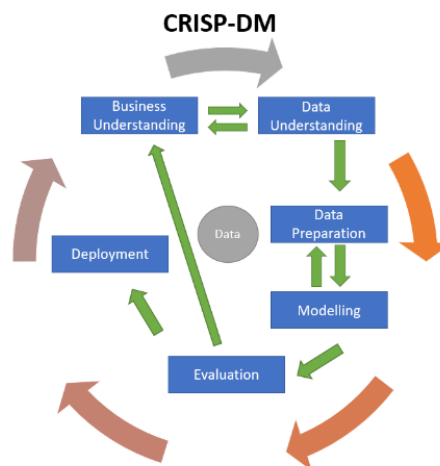 CRISP-DM
Business
Understanding
Data
Understanding
Data
Data
Preparation
Deployment
Modelling
Evaluation